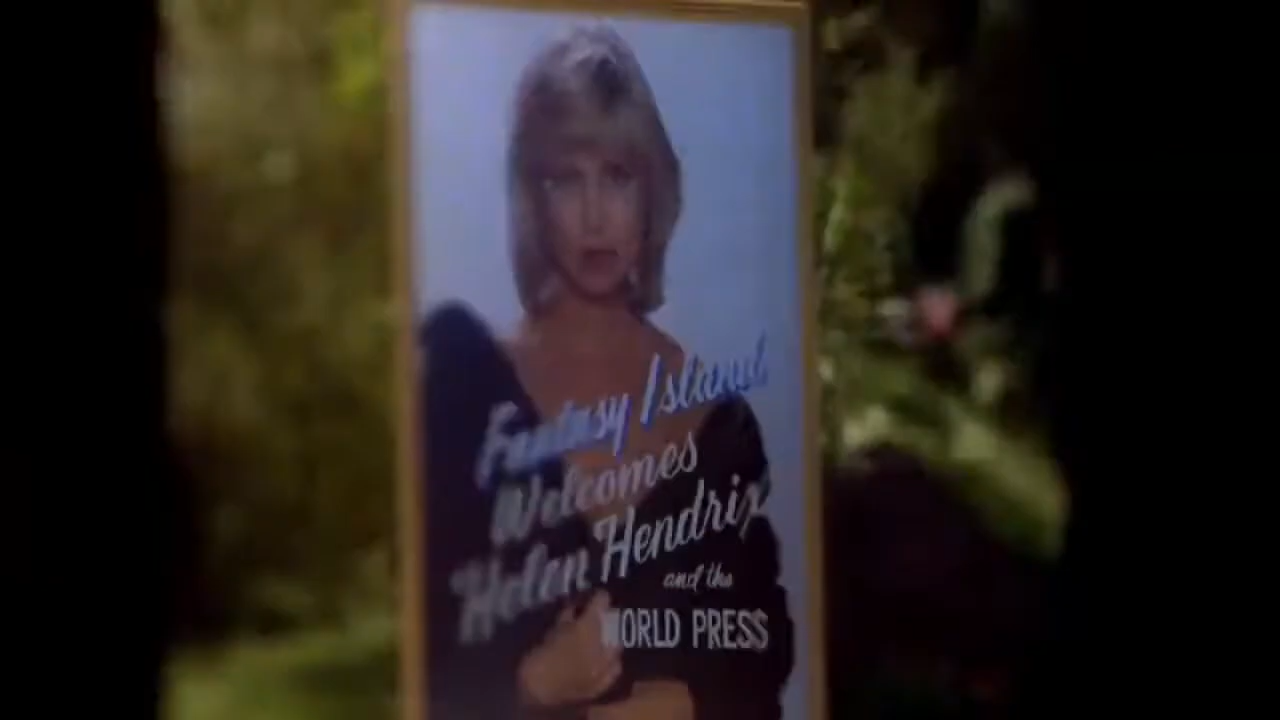 Fantasy Island
Welcomes
Helen Hendrix
and the
WORLD PRESS